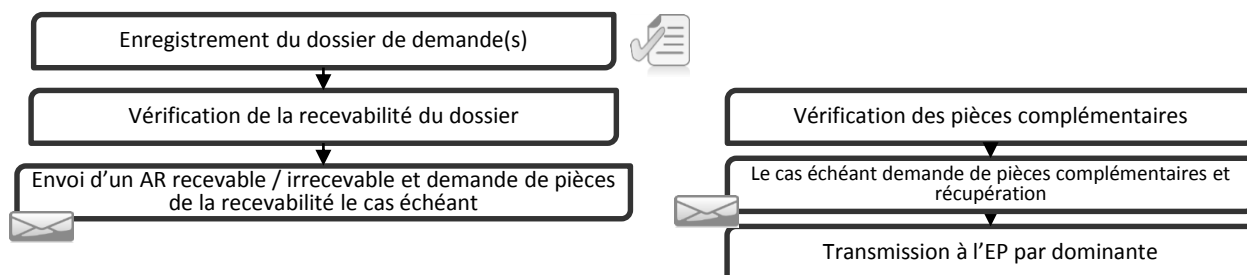 Enregistrement du dossier de demande(s)
Vérification de la recevabilité du dossier
Envoi d’un AR recevable / irrecevable et demande de pièces
de la recevabilité le cas échéant
Vérification des pièces complémentaires
Le cas échéant demande de pièces complémentaires et
récupération
Transmission à l’EP par dominante